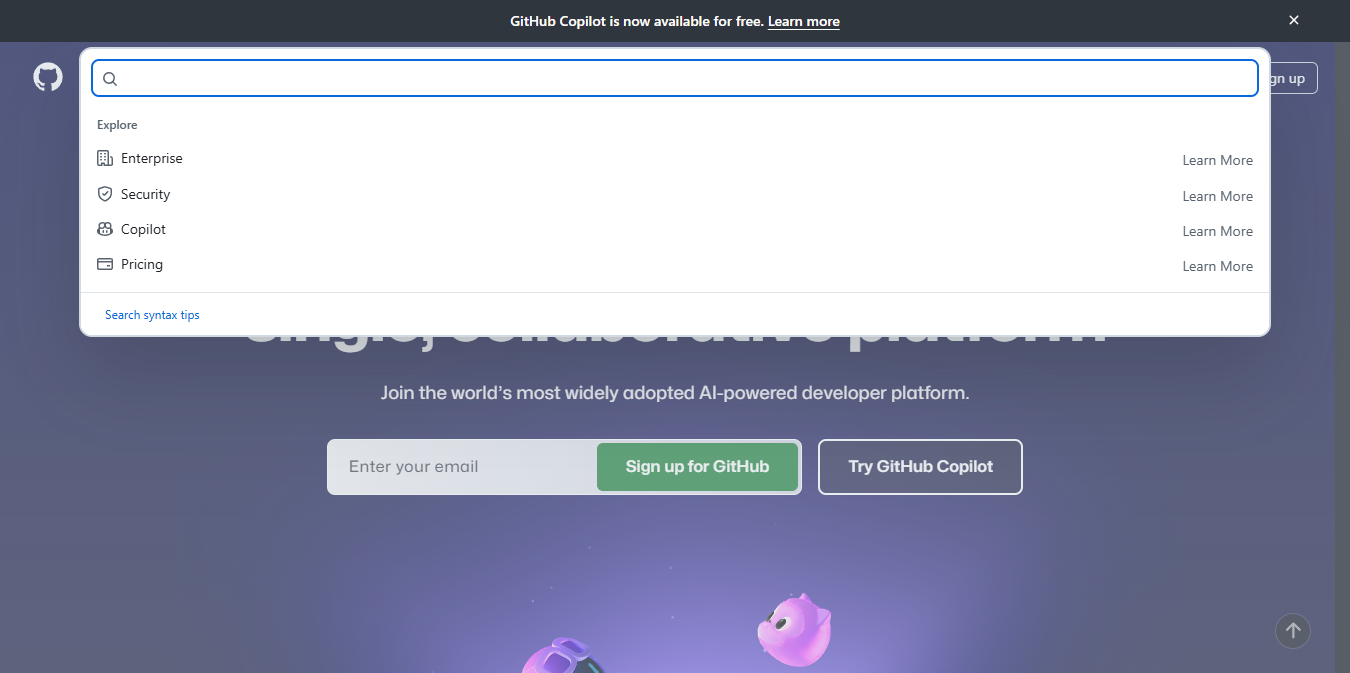 GitHub Copilot is now available for free. Learn more
gn up
Explore
Enterprise Learn More
Security Learn More
Copilot Learn More
Pricing Learn More
Search syntax tips
Join the world's most widely adopted AI-powered developer platform.
Enter your email Sign up for GitHub Try GitHub Copilot